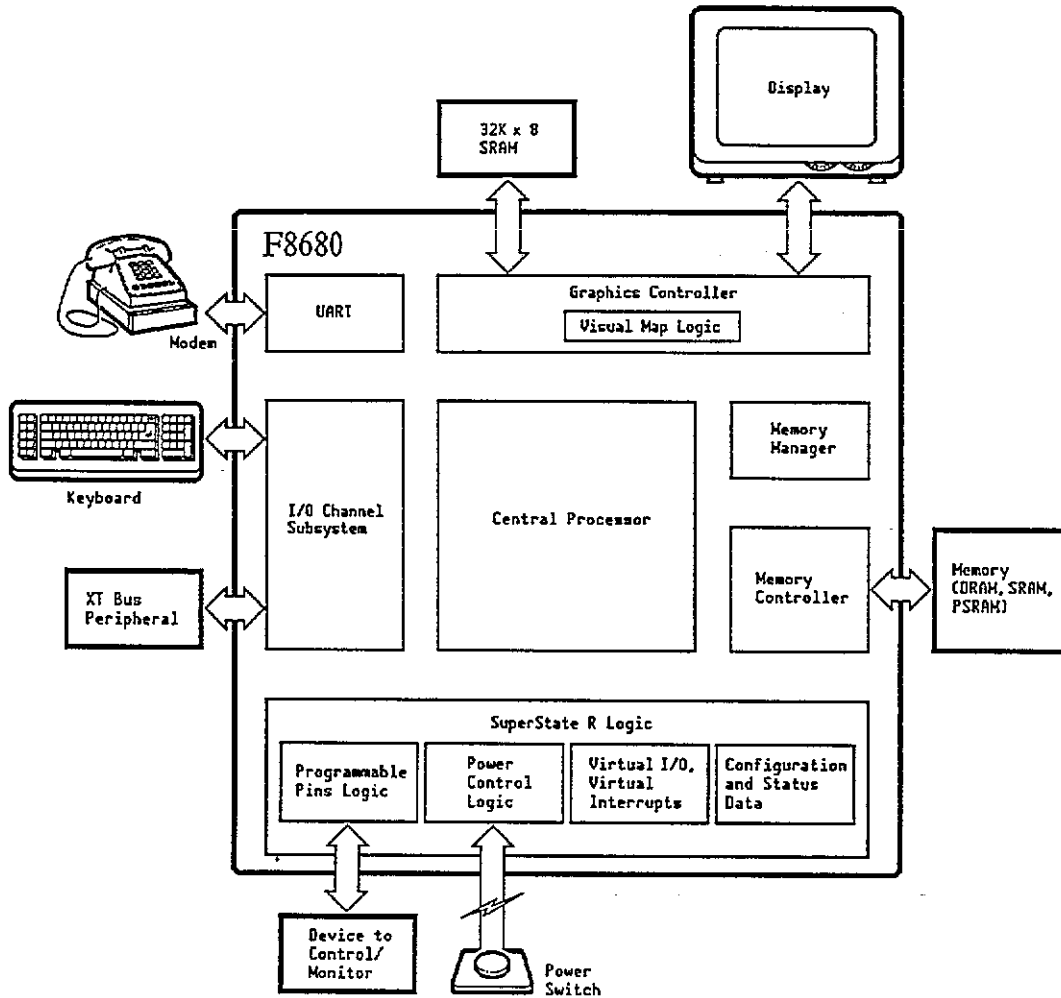 Display
32K x 8
SRAM
F8680
UART
Graphics Controller
Visual Map Logic
Modem
Keyboard
I/O Channel
Subsystem
Central Processor
Memory
Manager
XT Bus
Peripheral
Memory
Controller
Memory
(DRAM, SRAM,
PSRAM)
SuperState R Logic
Programmable
Pins Logic
Power
Control
Logic
Virtual I/O,
Virtual
Interrupts
Configuration
and Status
Data
Device to
Control/
Monitor
Power
Switch